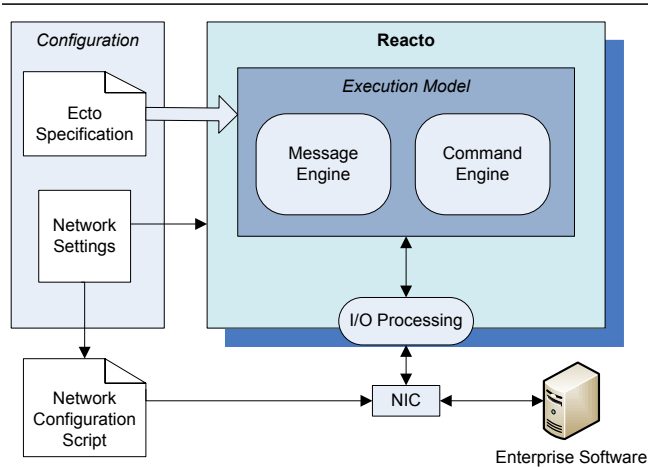 Configuration
Reacto
Ecto
Specification
Execution Model
Message
Engine
Command
Engine
Network
Settings
I/O Processing
Network
Configuration
Script
NIC
Enterprise Software